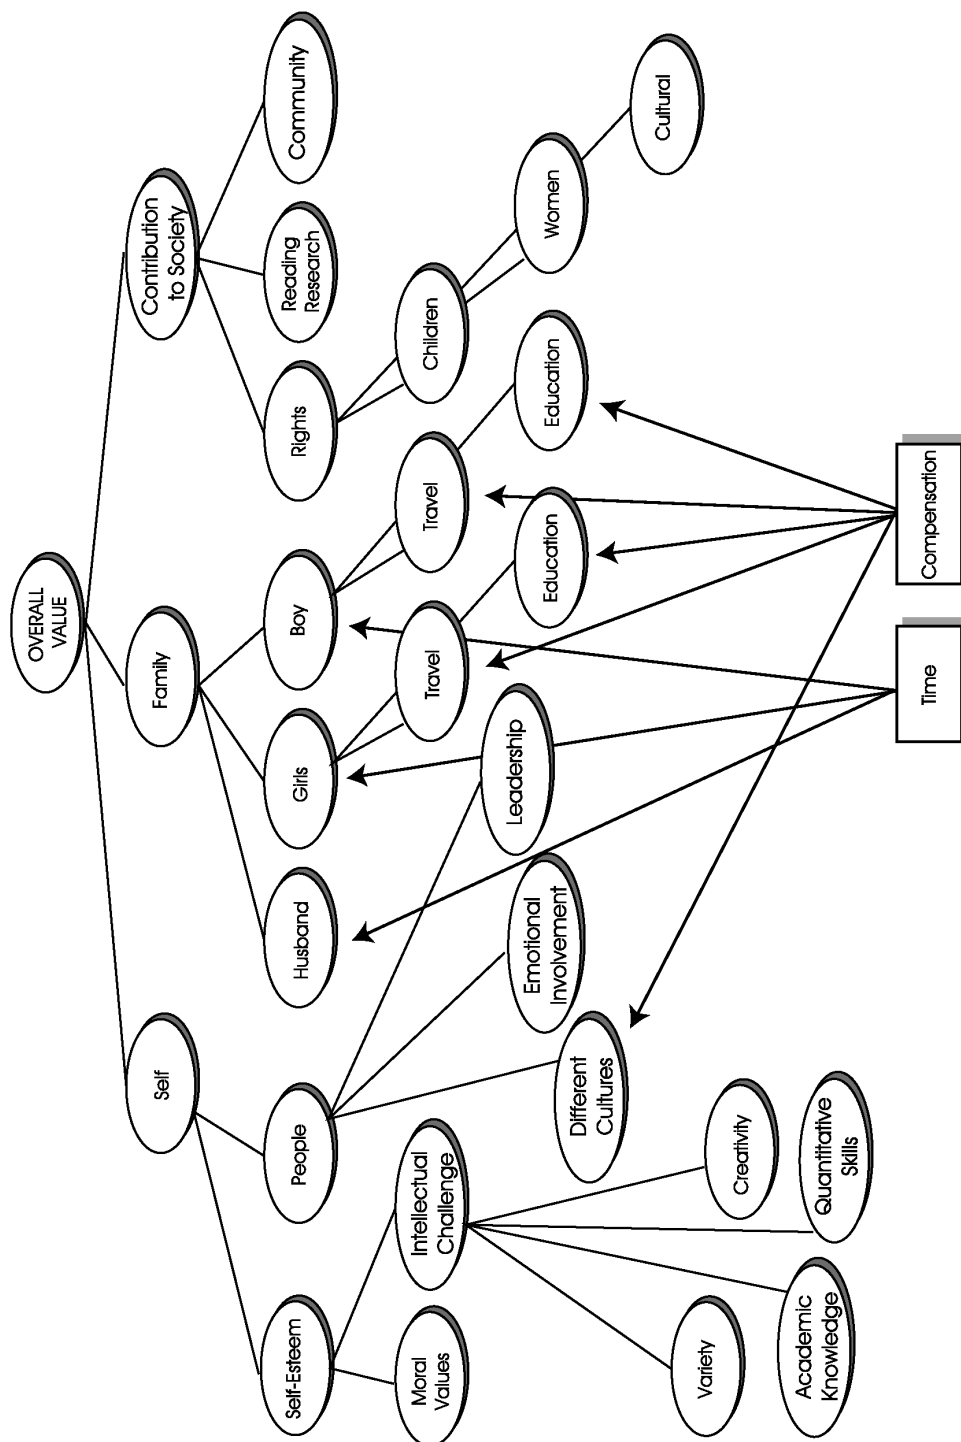 OVERALL
VALUE
Self
Family
Contribution
to Society
Self-Esteem
People
Husband
Girls
Boy
Rights
Reading
Research
Community
Moral
Values
Intellectual
Challenge
Travel
Travel
Children
Leadership
Emotional
Involvement
Different
Cultures
Education
Education
Women
Cultural
Variety
Creativity
Academic
Knowledge
Quantitative
Skills
Time
Compensation